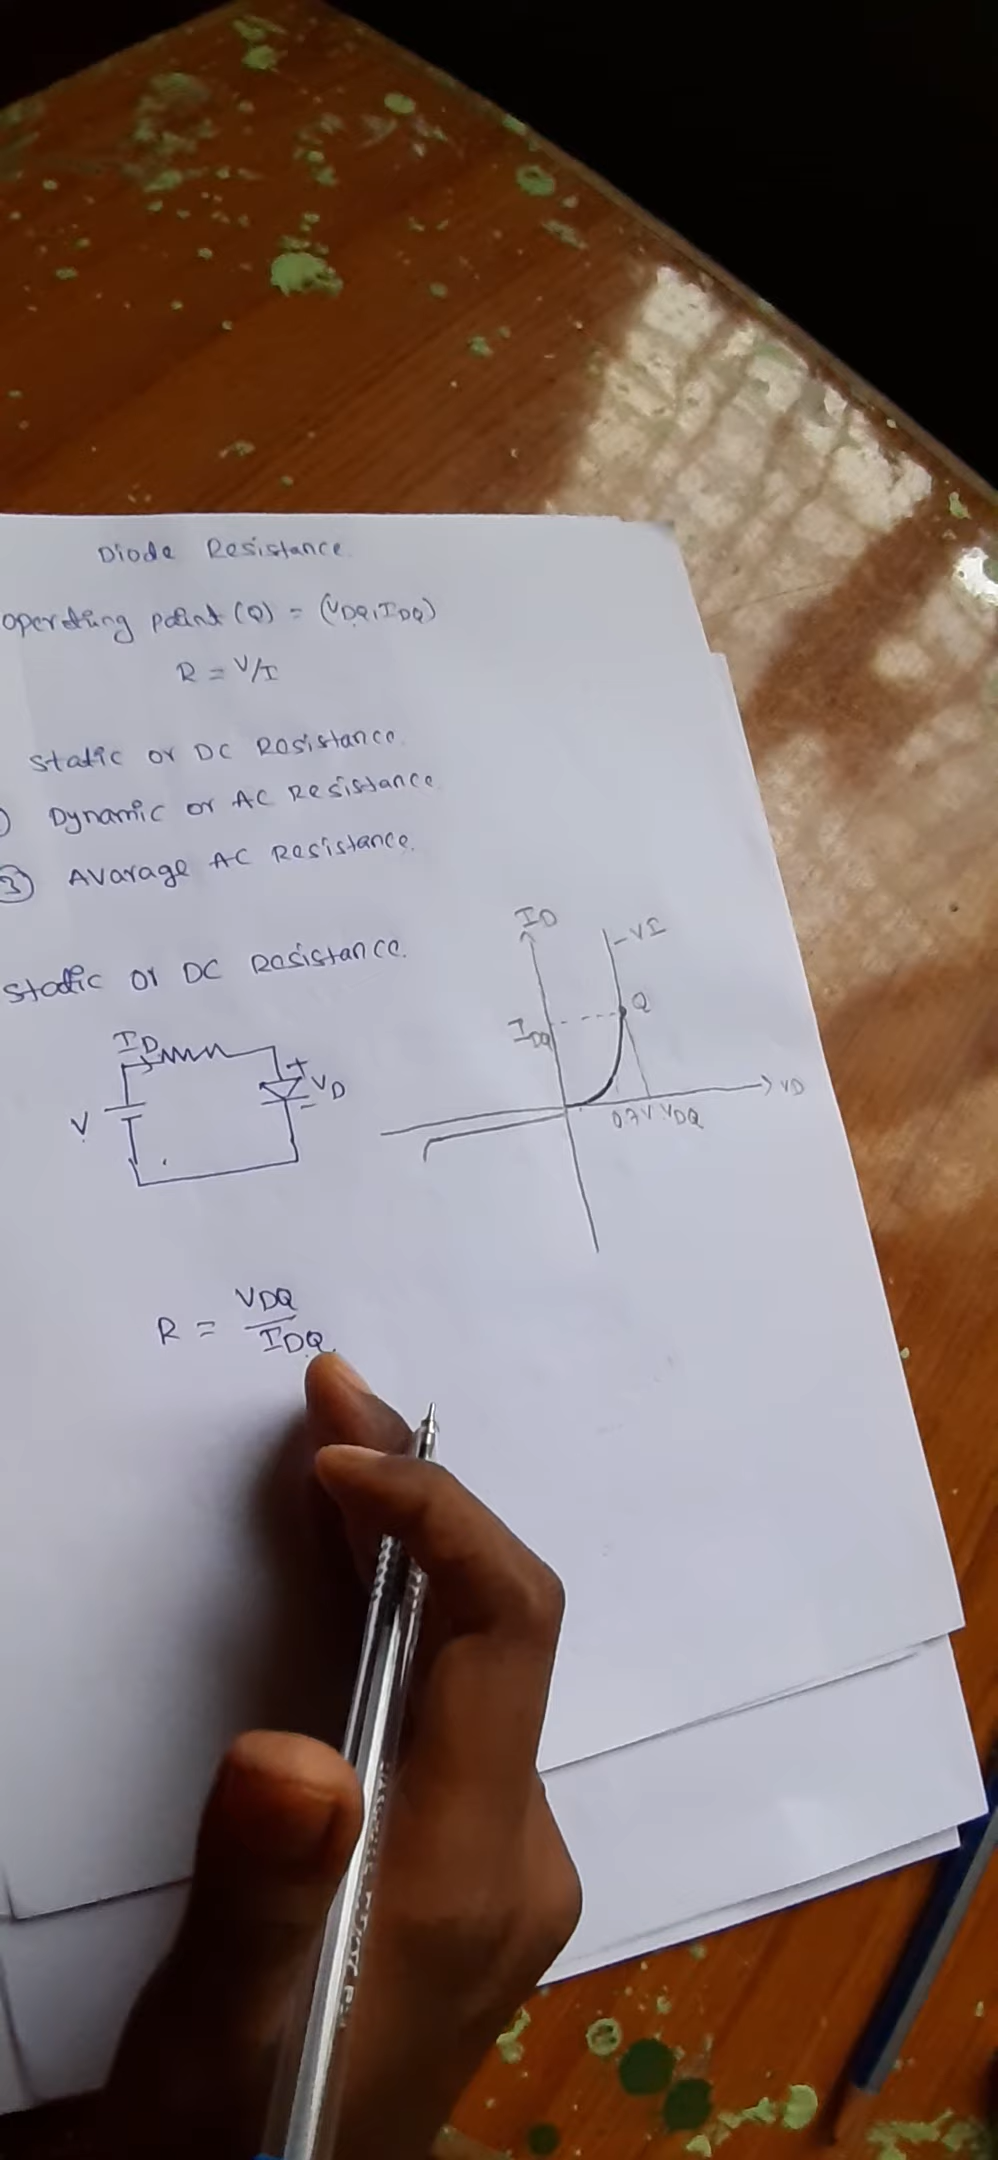 Diode Resistance.
operating point (Q) = (VDQ, IDQ)
R = V/I
Static or DC Resistance.
Dynamic or AC Resistance
3 Avarage AC Resistance.
Static or DC Resistance.
ID
V
+
VD
-
ID
VI
Q
IDQ
VD
0.7V VDQ
R = VDQ/IDQ